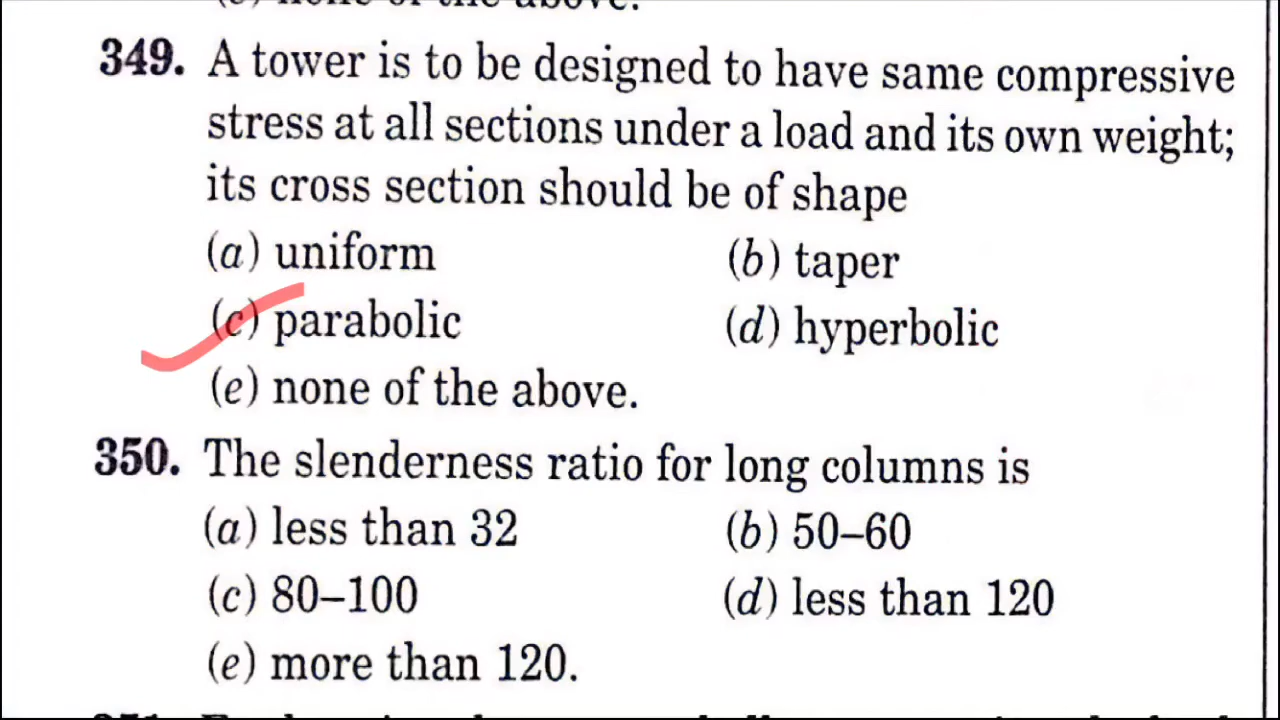 349. A tower is to be designed to have same compressive
stress at all sections under a load and its own weight;
its cross section should be of shape
(a) uniform (b) taper
(c) parabolic (d) hyperbolic
(e) none of the above.
350. The slenderness ratio for long columns is
(a) less than 32 (b) 50–60
(c) 80–100 (d) less than 120
(e) more than 120.